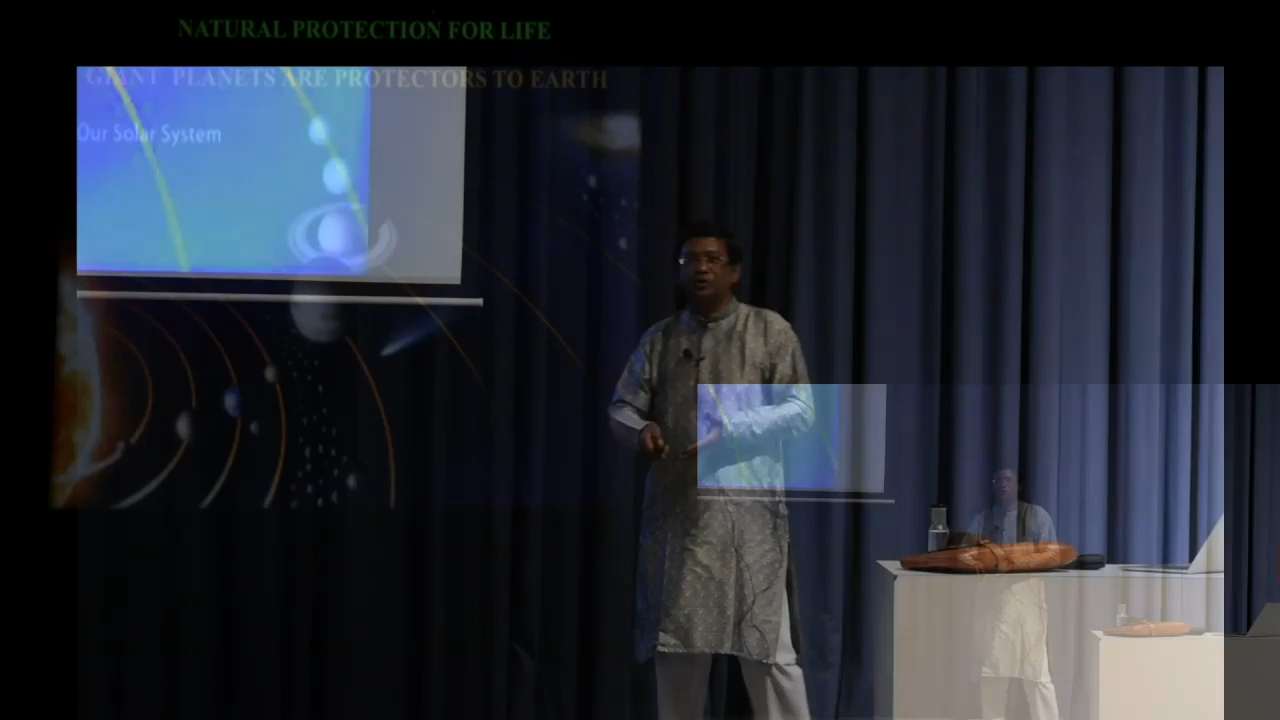 NATURAL PROTECTION FOR LIFE
GIANT PLANETS ARE PROTECTORS TO EARTH
Our Solar System